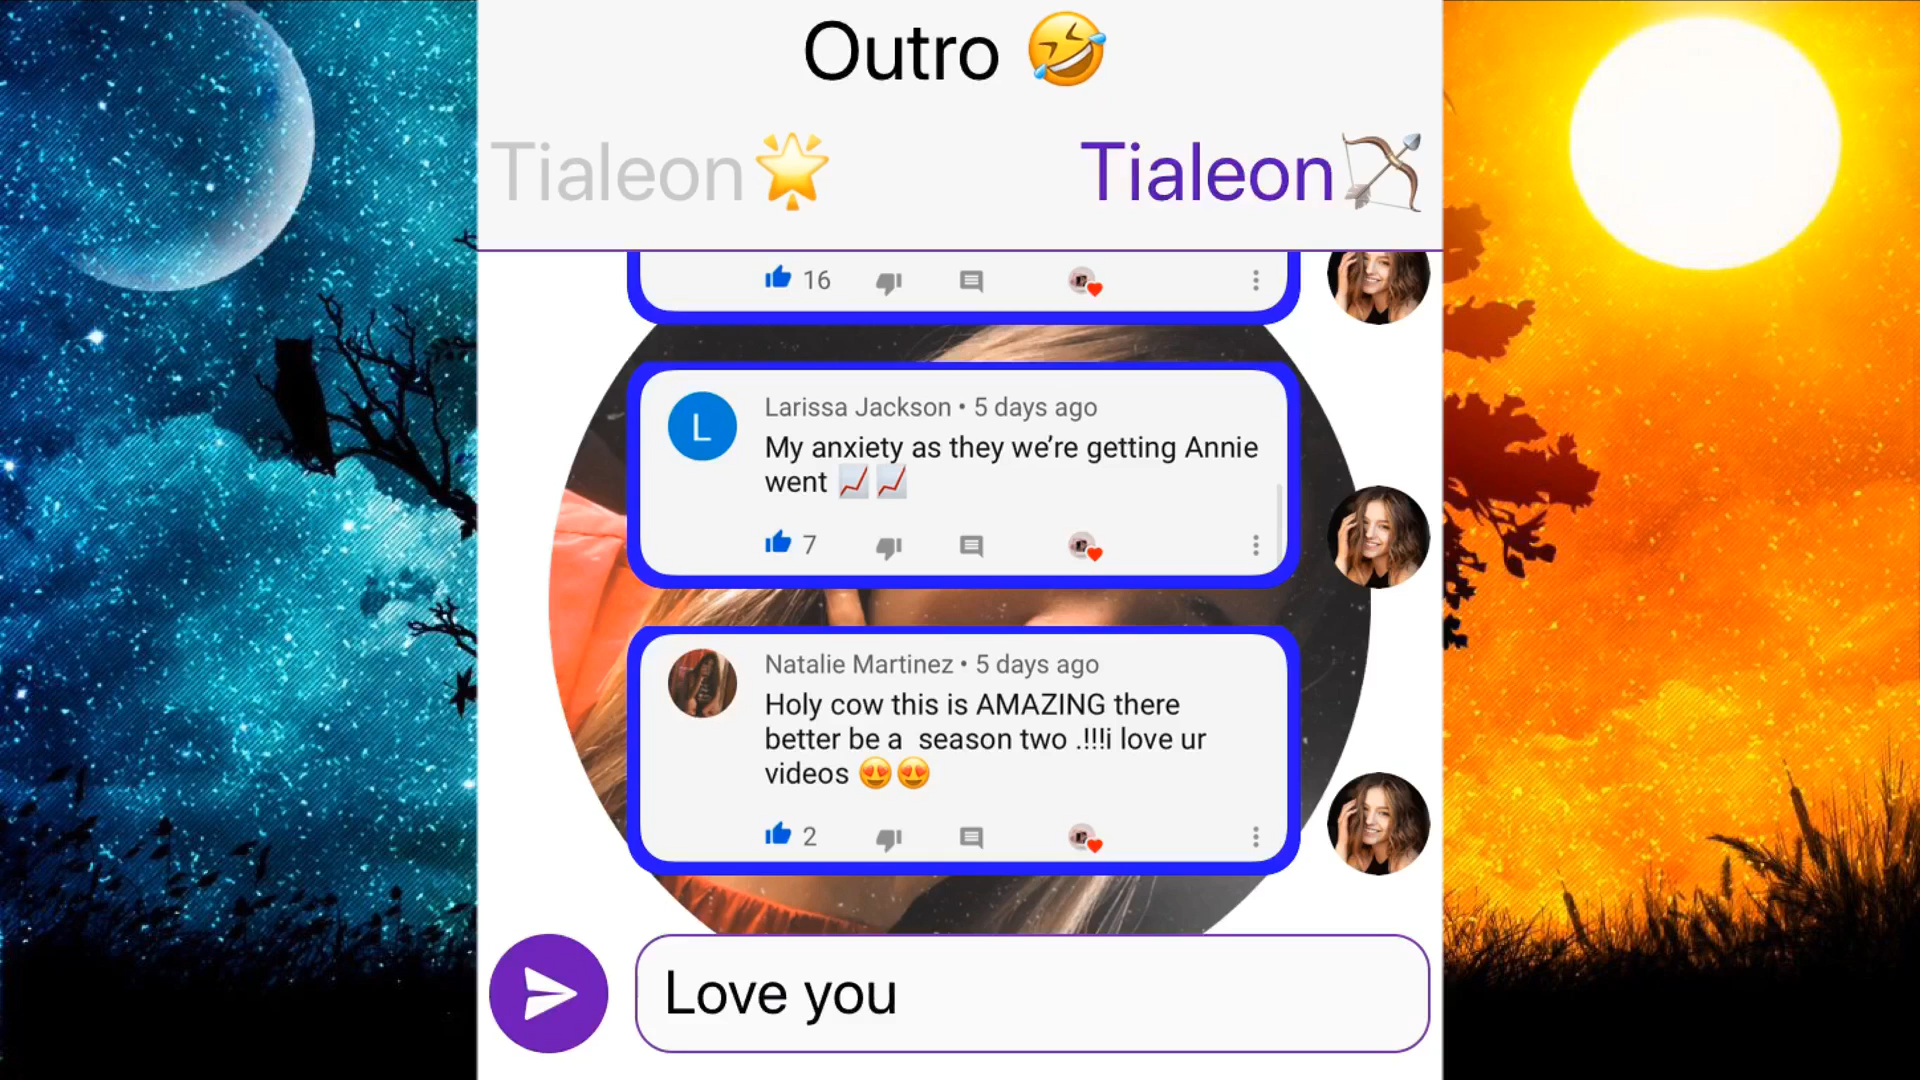 Outro 🤣
Tialeon🌟
Tialeon🏹
16
L
Larissa Jackson • 5 days ago
My anxiety as they we’re getting Annie
went 📈📈
7
Natalie Martinez • 5 days ago
Holy cow this is AMAZING there
better be a  season two .!!!i love ur
videos 😍😍
2
Love you